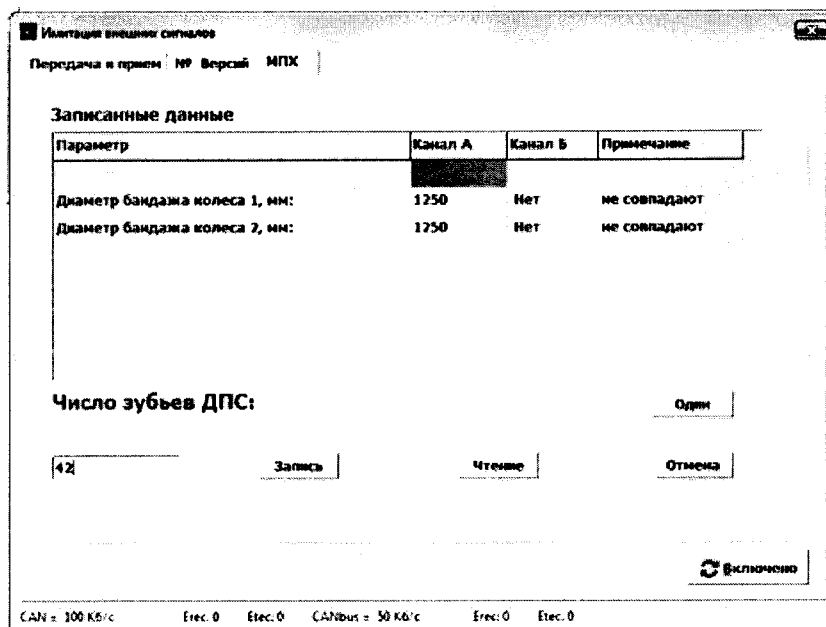 Имитация внешних сигналов
Передача и прием № Версий МПХ
Записанные данные
Параметр Канал А Канал Б Примечание
Диаметр бандажа колеса 1, мм: 1250 Нет не совпадают
Диаметр бандажа колеса 2, мм: 1250 Нет не совпадают
Число зубьев ДПС:
Один
42 Запись Чтение Отмена
Включено
CAN = 100 Кб/с Erec: 0 Etec: 0 CANbus = 50 Кб/с Erec: 0 Etec: 0